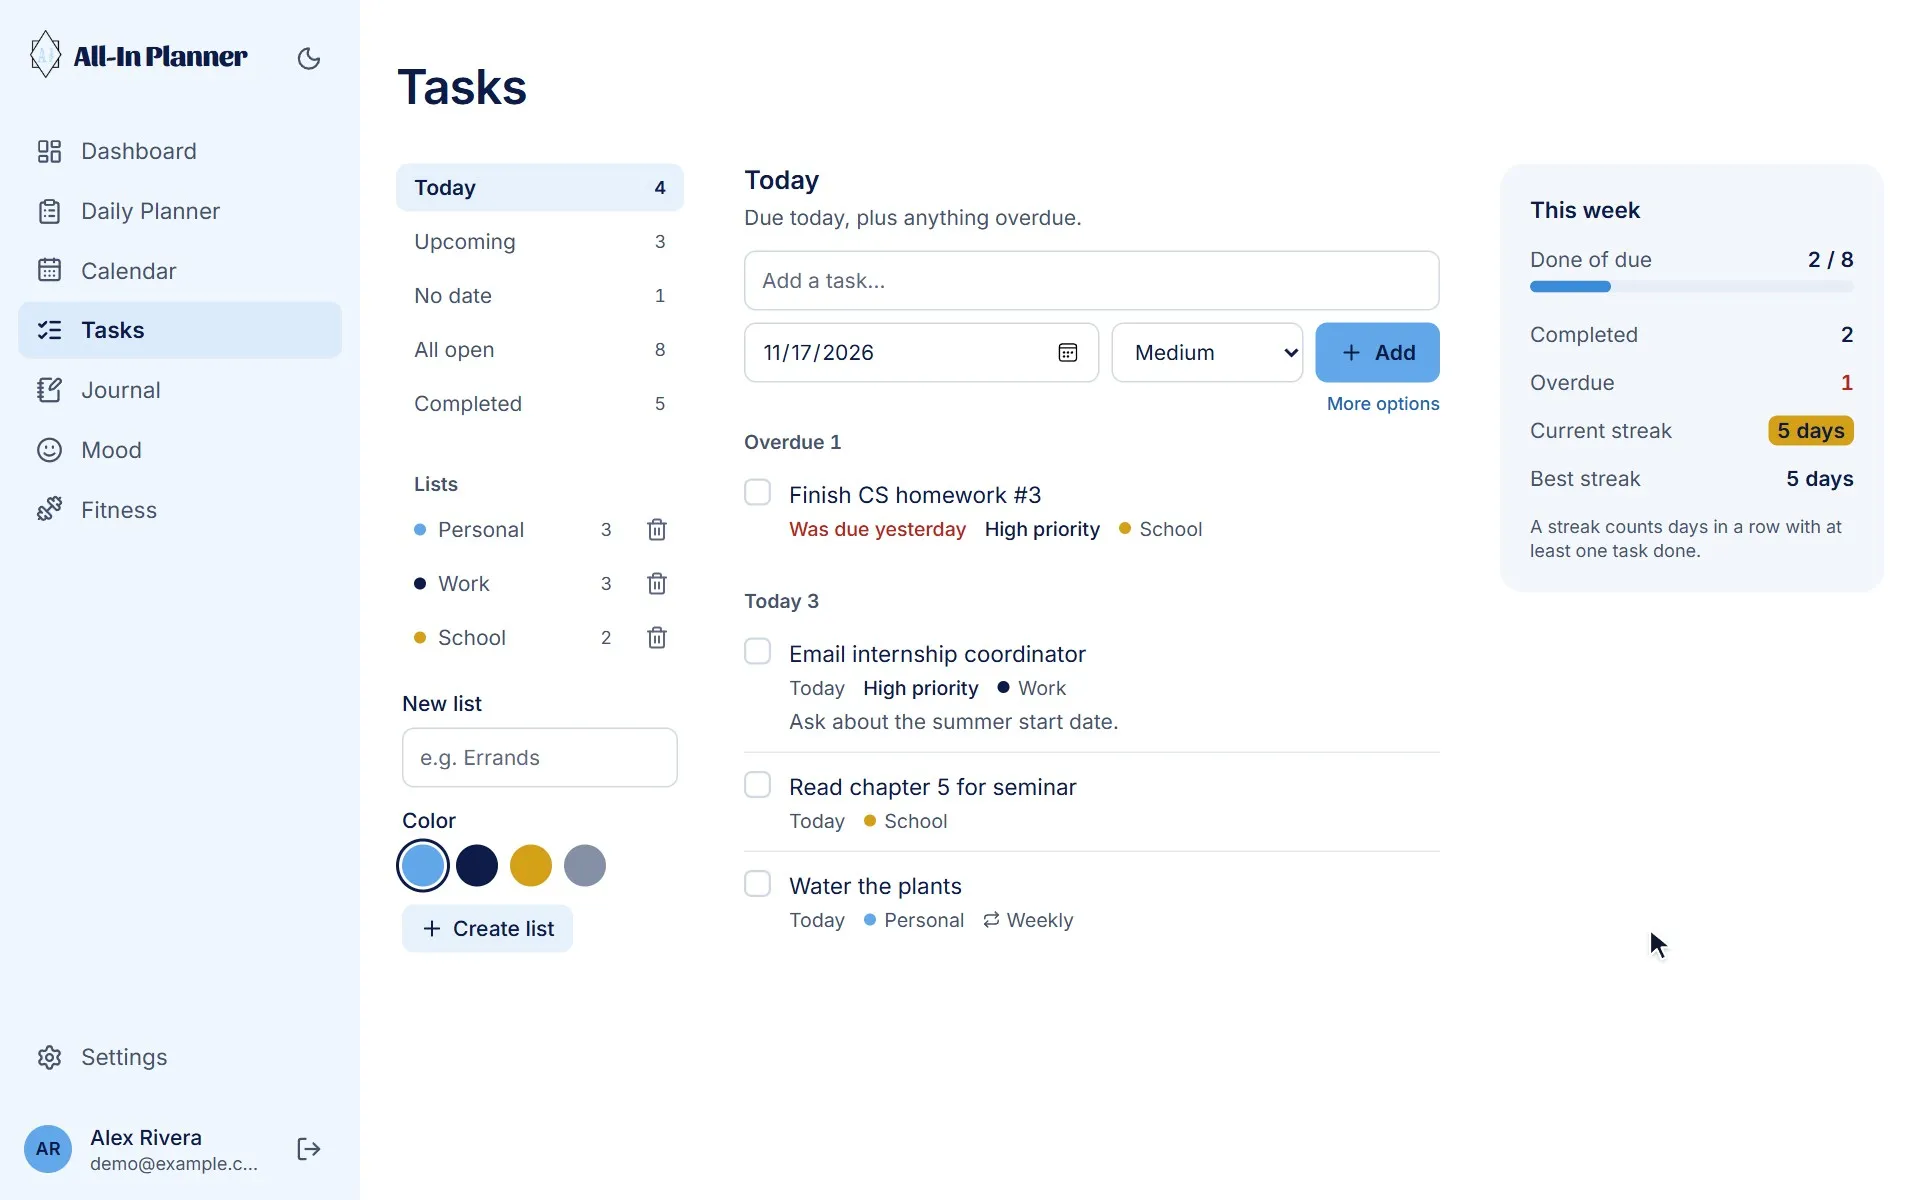 All-In Planner
Dashboard
Daily Planner
Calendar
Tasks
Journal
Mood
Fitness
Settings
AR
Alex Rivera
demo@example.c...
Tasks
Today 4
Upcoming 3
No date 1
All open 8
Completed 5
Lists
Personal 3
Work 3
School 2
New list
e.g. Errands
Color
+ Create list
Today
Due today, plus anything overdue.
Add a task...
11/17/2026
Medium
+ Add
More options
Overdue 1
Finish CS homework #3
Was due yesterday High priority School
Today 3
Email internship coordinator
Today High priority Work
Ask about the summer start date.
Read chapter 5 for seminar
Today School
Water the plants
Today Personal Weekly
This week
Done of due 2 / 8
Completed 2
Overdue 1
Current streak 5 days
Best streak 5 days
A streak counts days in a row with at
least one task done.